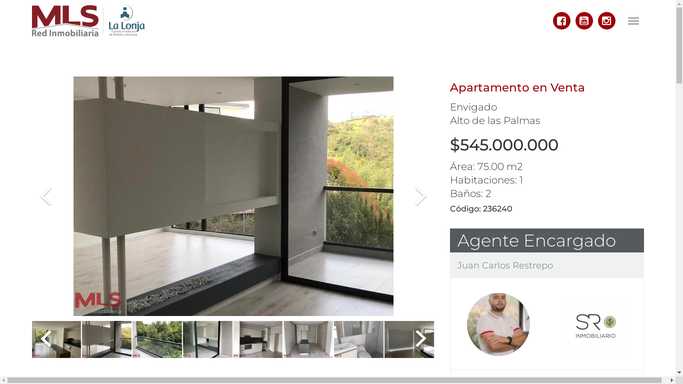 MLS
Red Inmobiliaria
La Lonja
Apartamento en Venta
Envigado
Alto de las Palmas
$545.000.000
Área: 75.00 m2
Habitaciones: 1
Baños: 2
Código: 236240
MLS
Agente Encargado
Juan Carlos Restrepo
SR
INMOBILIARIO